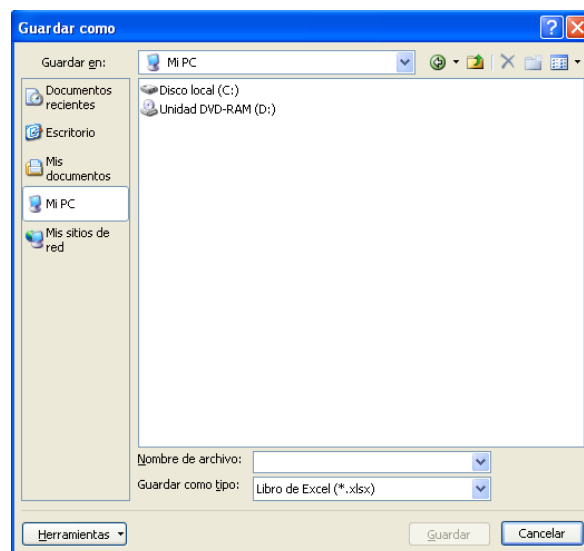 Guardar como
Guardar en:
Mi PC
Documentos
recientes
Escritorio
Mis
documentos
Mi PC
Mis sitios de
red
Disco local (C:)
Unidad DVD-RAM (D:)
Nombre de archivo:
Guardar como tipo:
Libro de Excel (*.xlsx)
Herramientas
Guardar
Cancelar